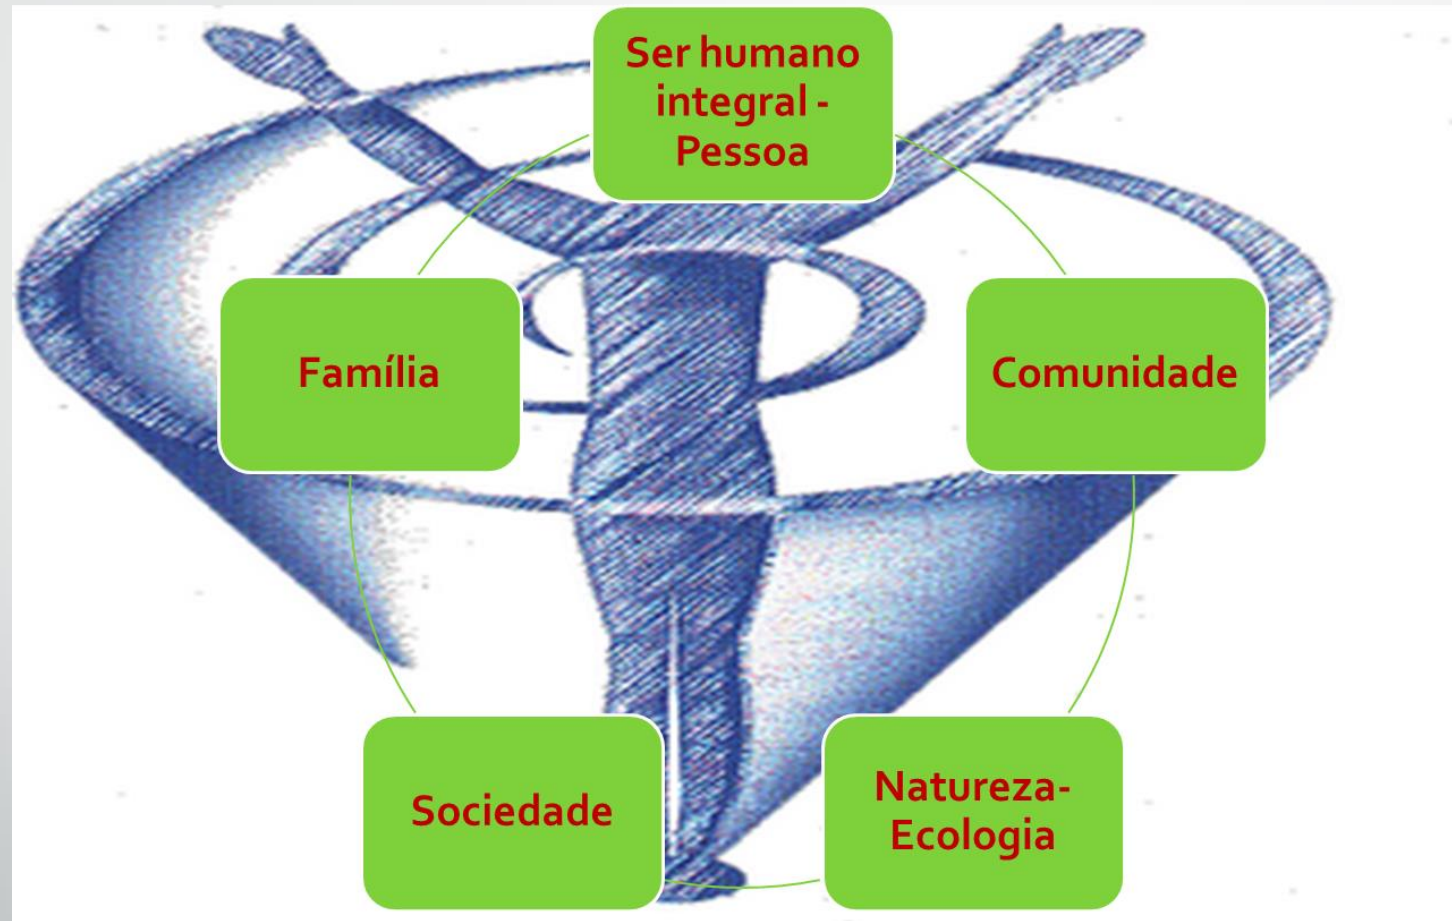 Ser humano
integral -
Pessoa
Família
Comunidade
Sociedade
Natureza-
Ecologia